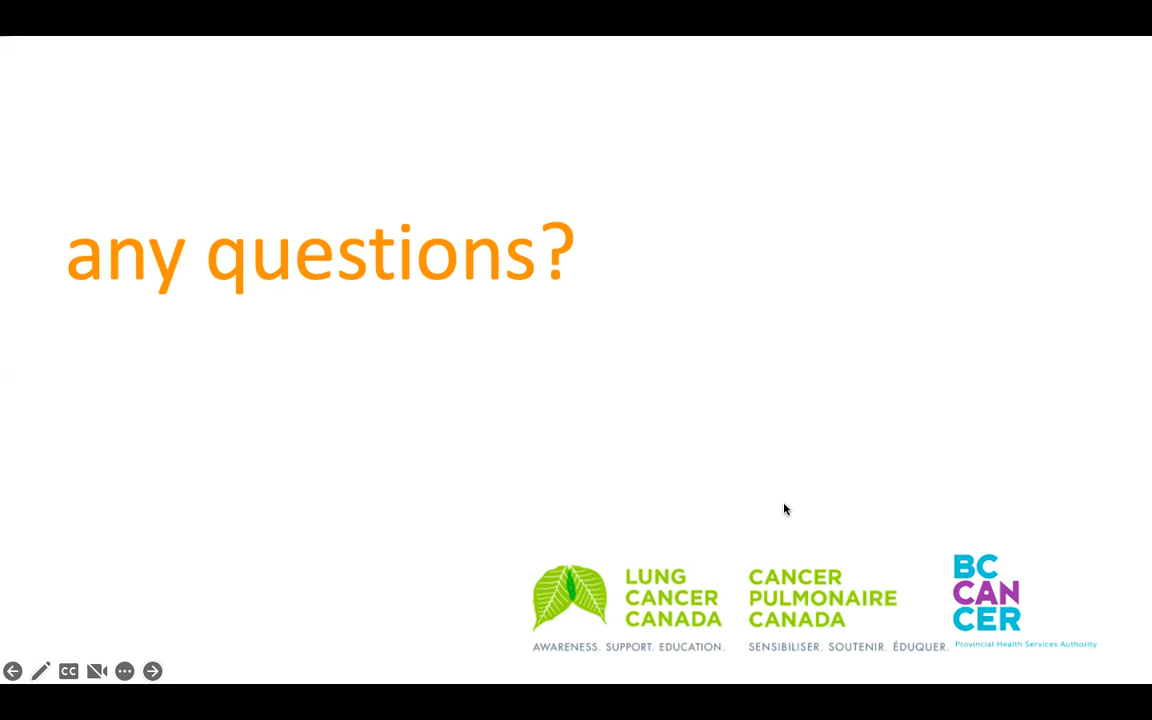 any questions?
LUNG
CANCER
CANADA
AWARENESS. SUPPORT. EDUCATION.
CANCER
PULMONAIRE
CANADA
SENSIBILISER. SOUTENIR. ÉDUQUER.
BC
CAN
CER
Provincial Health Services Authority
CC